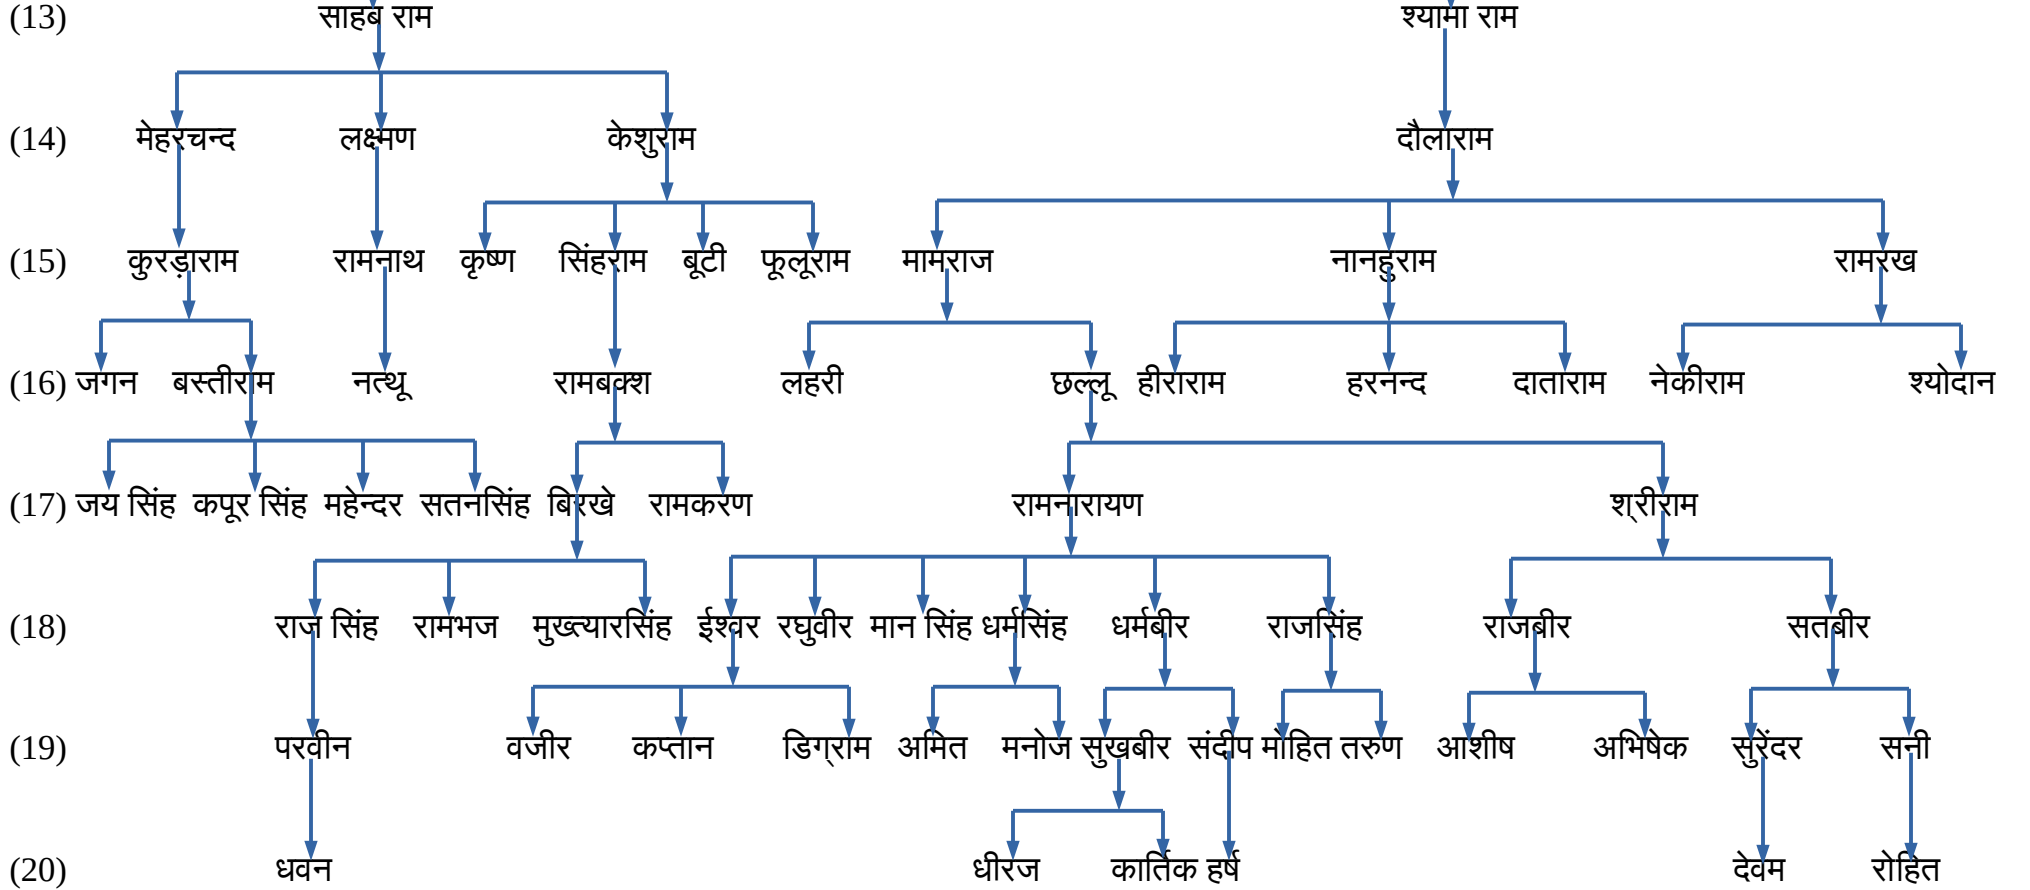 (13) साहब राम श्यामा राम
(14) मेहरचन्द लक्ष्मण केशुराम दौलाराम
(15) कुरड़ाराम रामनाथ कृष्ण सिंहराम बूटी फूलूराम मामराज नानहुराम रामरख
(16) जगन बस्तीराम नत्थू रामबक्श लहरी छल्लू हीराराम हरनन्द दाताराम नेकीराम श्योदान
(17) जय सिंह कपूर सिंह महेन्दर सतनसिंह बिरखे रामकरण रामनारायण श्रीराम
(18) राज सिंह रामभज मुख्त्यारसिंह ईश्वर रघुवीर मान सिंह धर्मसिंह धर्मबीर राजसिंह राजबीर सतबीर
(19) परवीन वजीर कप्तान डिग्राम अमित मनोज सुखबीर संदीप मोहित तरुण आशीष अभिषेक सुरेंदर सनी
(20) धवन धीरज कार्तिक हर्ष देवम रोहित